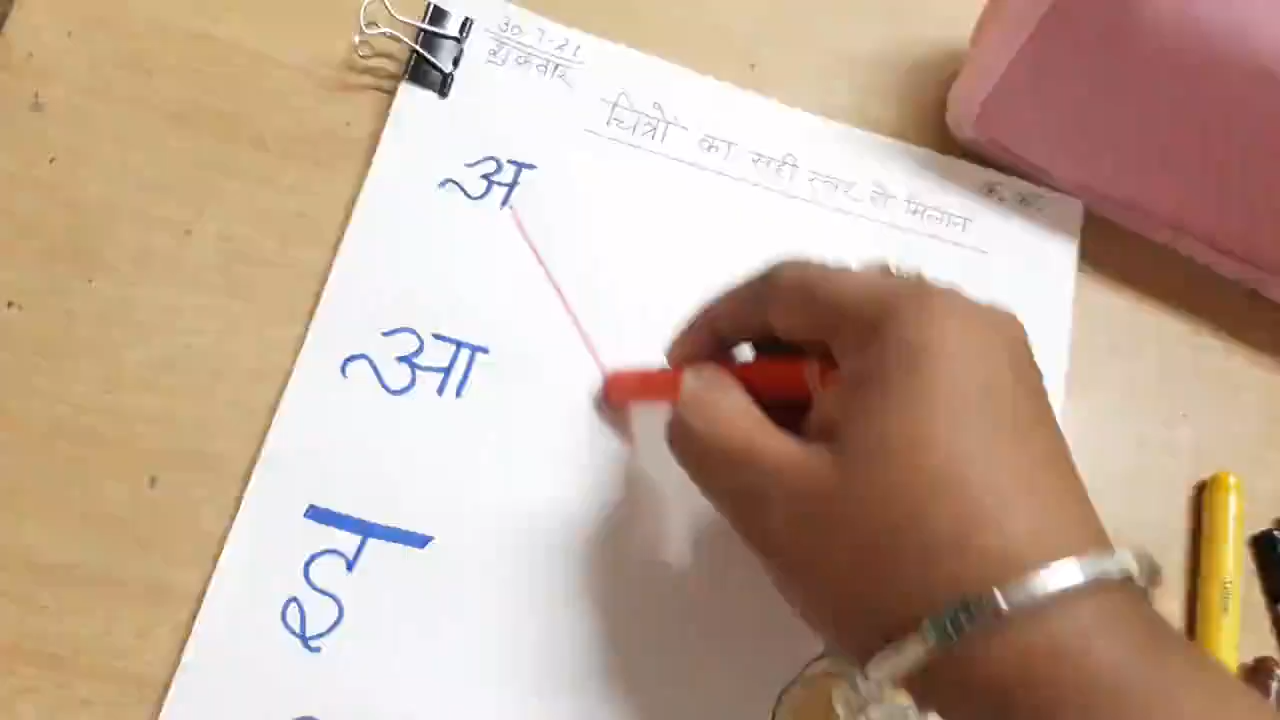 30-7-21
शुक्रवार
चित्रों का सही स्वर से मिलान
अ
आ
इ